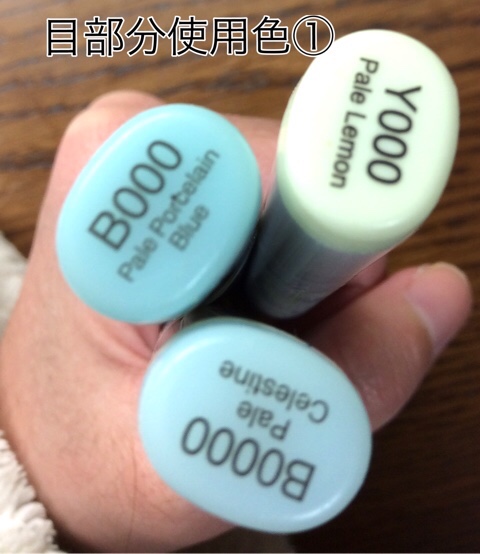 目部分使用色①
B000
Pale Porcelain
Blue
Y000
Pale Lemon
B0000
Pale
Celestine